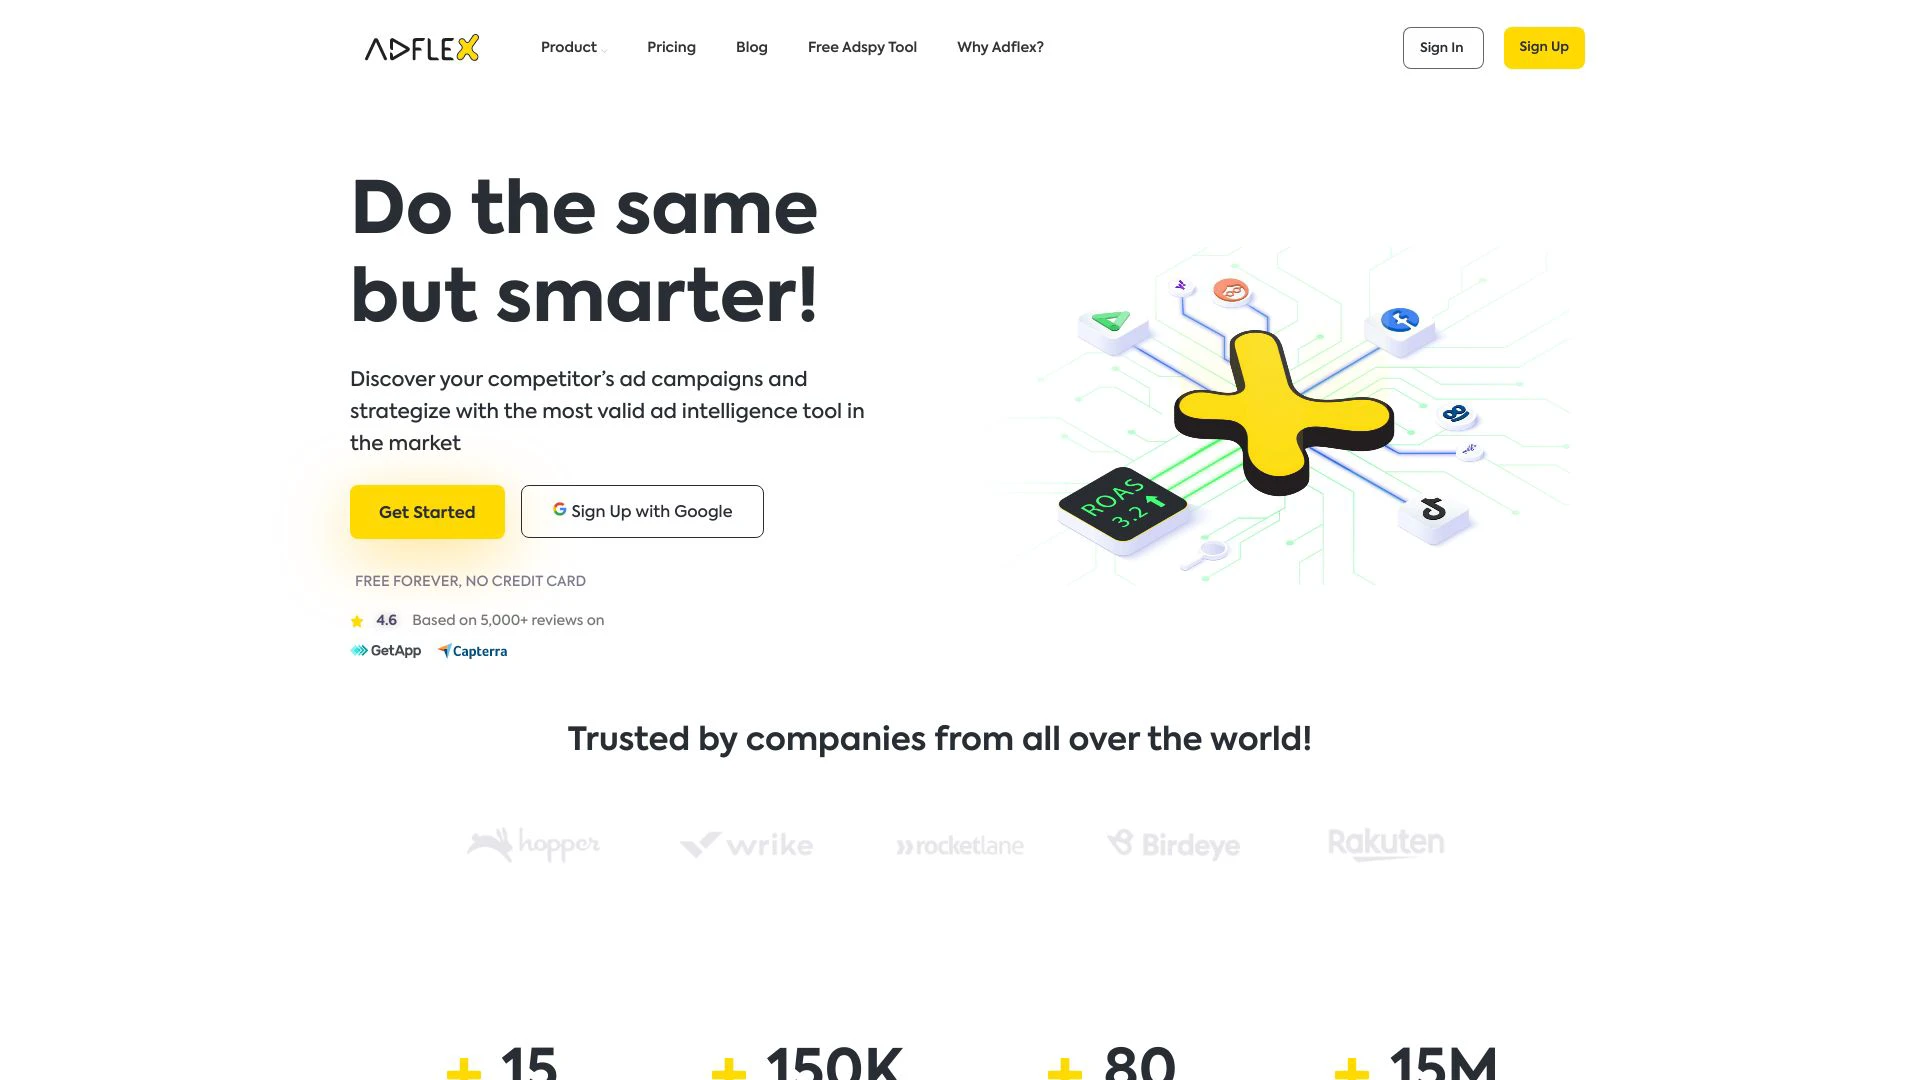 ADFLEX
Product
Pricing
Blog
Free Adspy Tool
Why Adflex?
Sign In
Sign Up
Do the same
but smarter!
Discover your competitor’s ad campaigns and
strategize with the most valid ad intelligence tool in
the market
Get Started
Sign Up with Google
FREE FOREVER, NO CREDIT CARD
4.6 Based on 5,000+ reviews on
GetApp
Capterra
ROAS
3.2
Trusted by companies from all over the world!
hopper
wrike
rocketlane
Birdeye
Rakuten
+ 15
+ 150K
+ 80
+ 15M